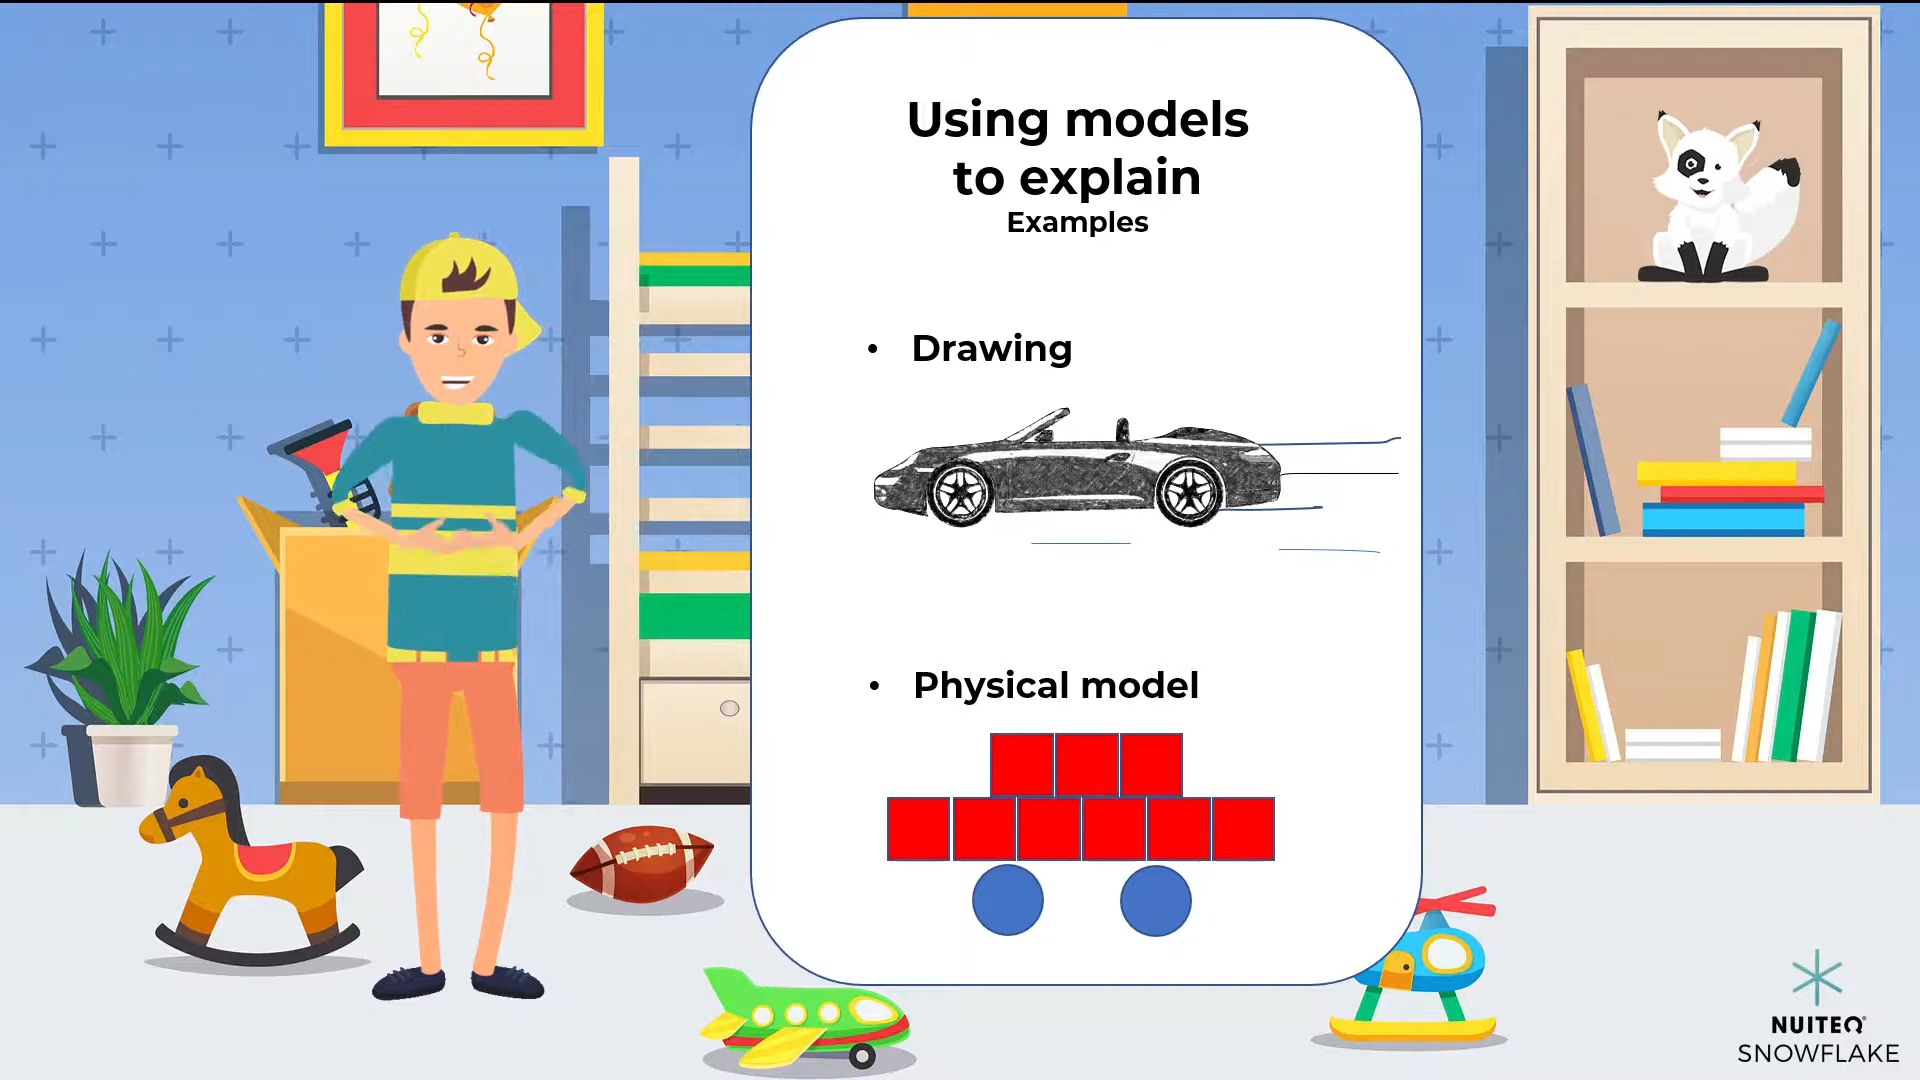 Using models
to explain
Examples
• Drawing
• Physical model
NUITEQ®
SNOWFLAKE